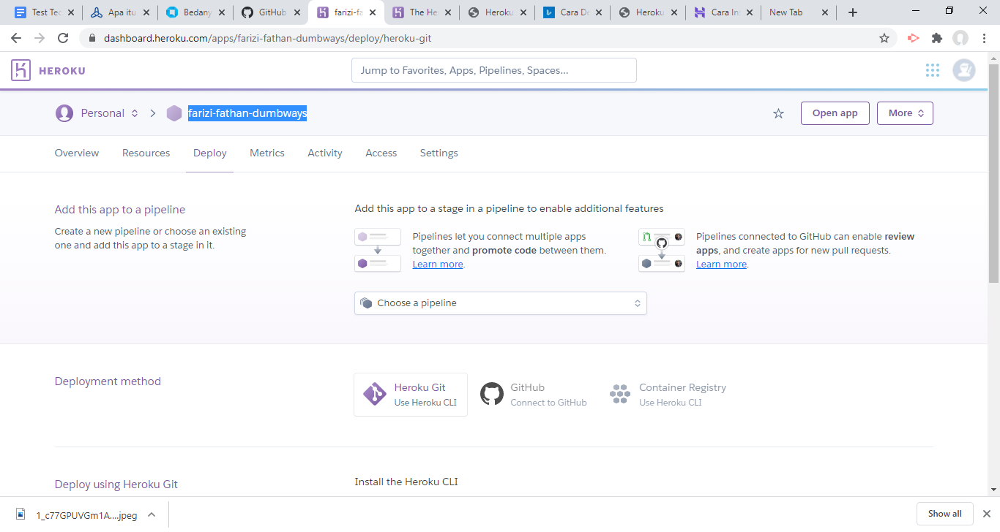 Test Tec
Apa itu
Bedany
GitHub
farizi-fa
The He
Heroku
Cara De
Heroku
Cara In
New Tab
dashboard.heroku.com/apps/farizi-fathan-dumbways/deploy/heroku-git
HEROKU
Jump to Favorites, Apps, Pipelines, Spaces...
Personal
farizi-fathan-dumbways
Open app
More
Overview
Resources
Deploy
Metrics
Activity
Access
Settings
Add this app to a pipeline
Create a new pipeline or choose an existing
one and add this app to a stage in it.
Add this app to a stage in a pipeline to enable additional features
Pipelines let you connect multiple apps
together and promote code between them.
Learn more.
Pipelines connected to GitHub can enable review
apps, and create apps for new pull requests.
Learn more.
Choose a pipeline
Deployment method
Heroku Git
Use Heroku CLI
GitHub
Connect to GitHub
Container Registry
Use Heroku CLI
Deploy using Heroku Git
Install the Heroku CLI
1_c77GPUVGm1A....jpeg
Show all